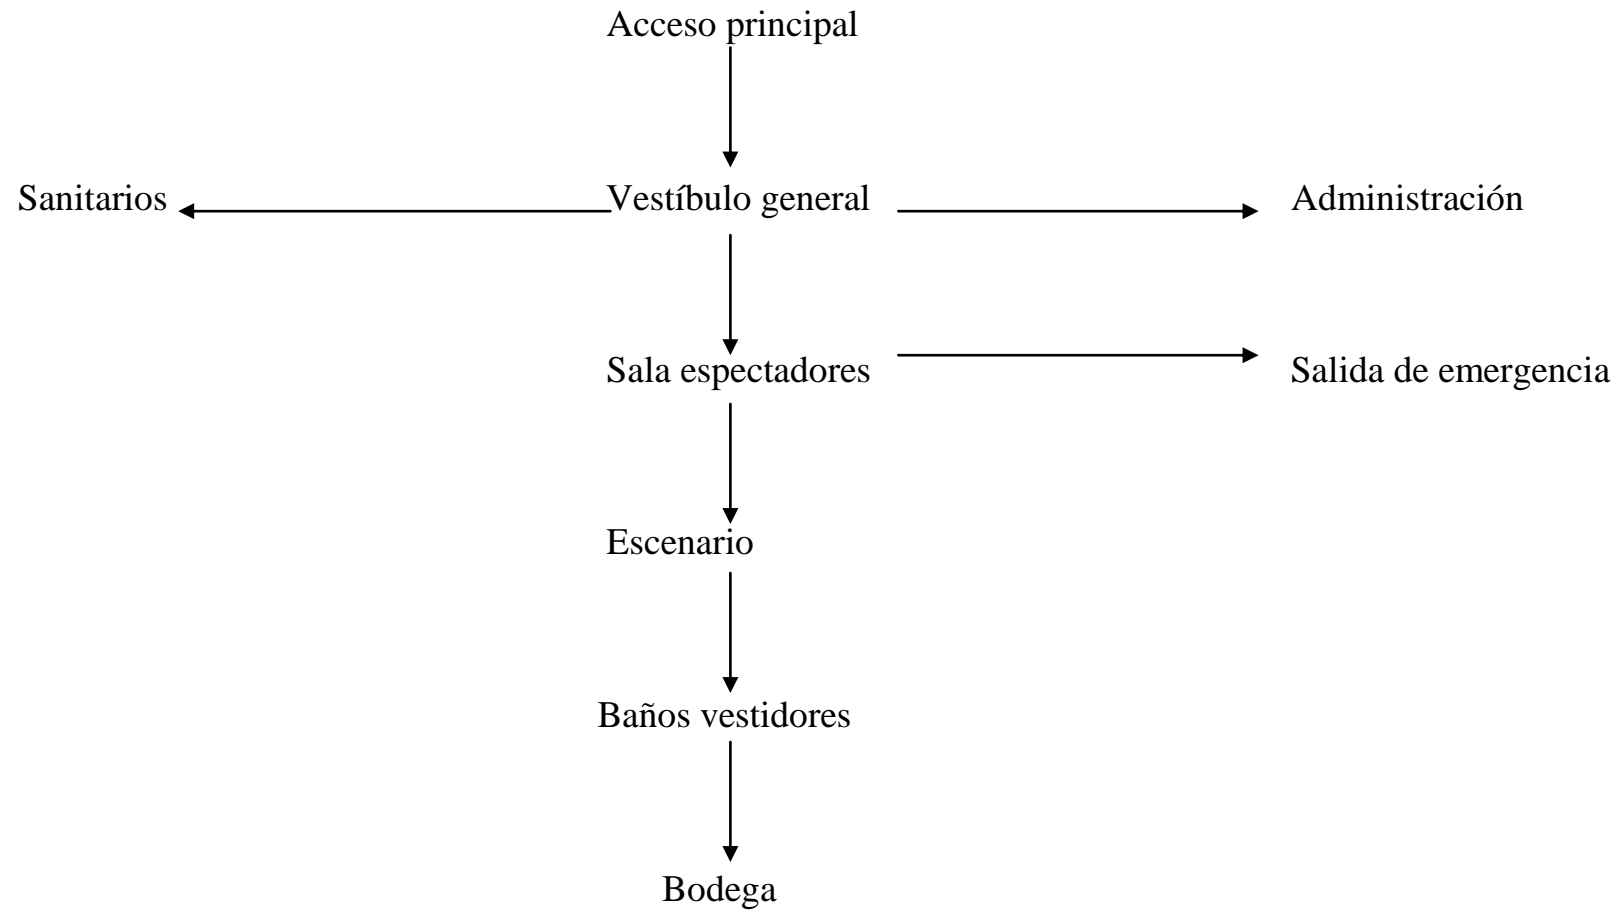 Acceso principal
Sanitarios
Vestíbulo general
Administración
Sala espectadores
Salida de emergencia
Escenario
Baños vestidores
Bodega